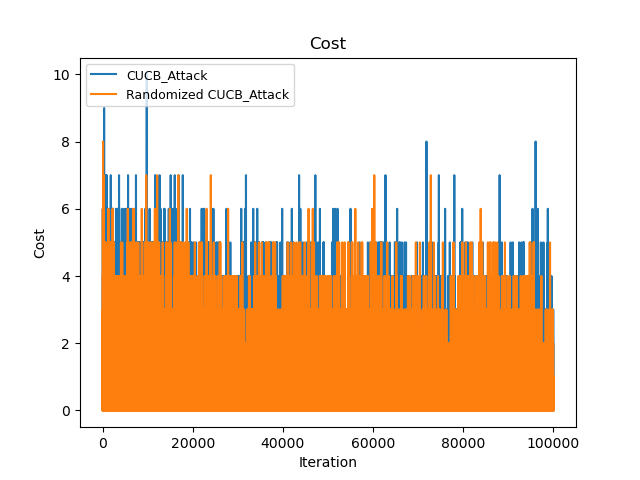 Cost
CUCB_Attack
Randomized CUCB_Attack
Cost
10
8
6
4
2
0
0 20000 40000 60000 80000 100000
Iteration